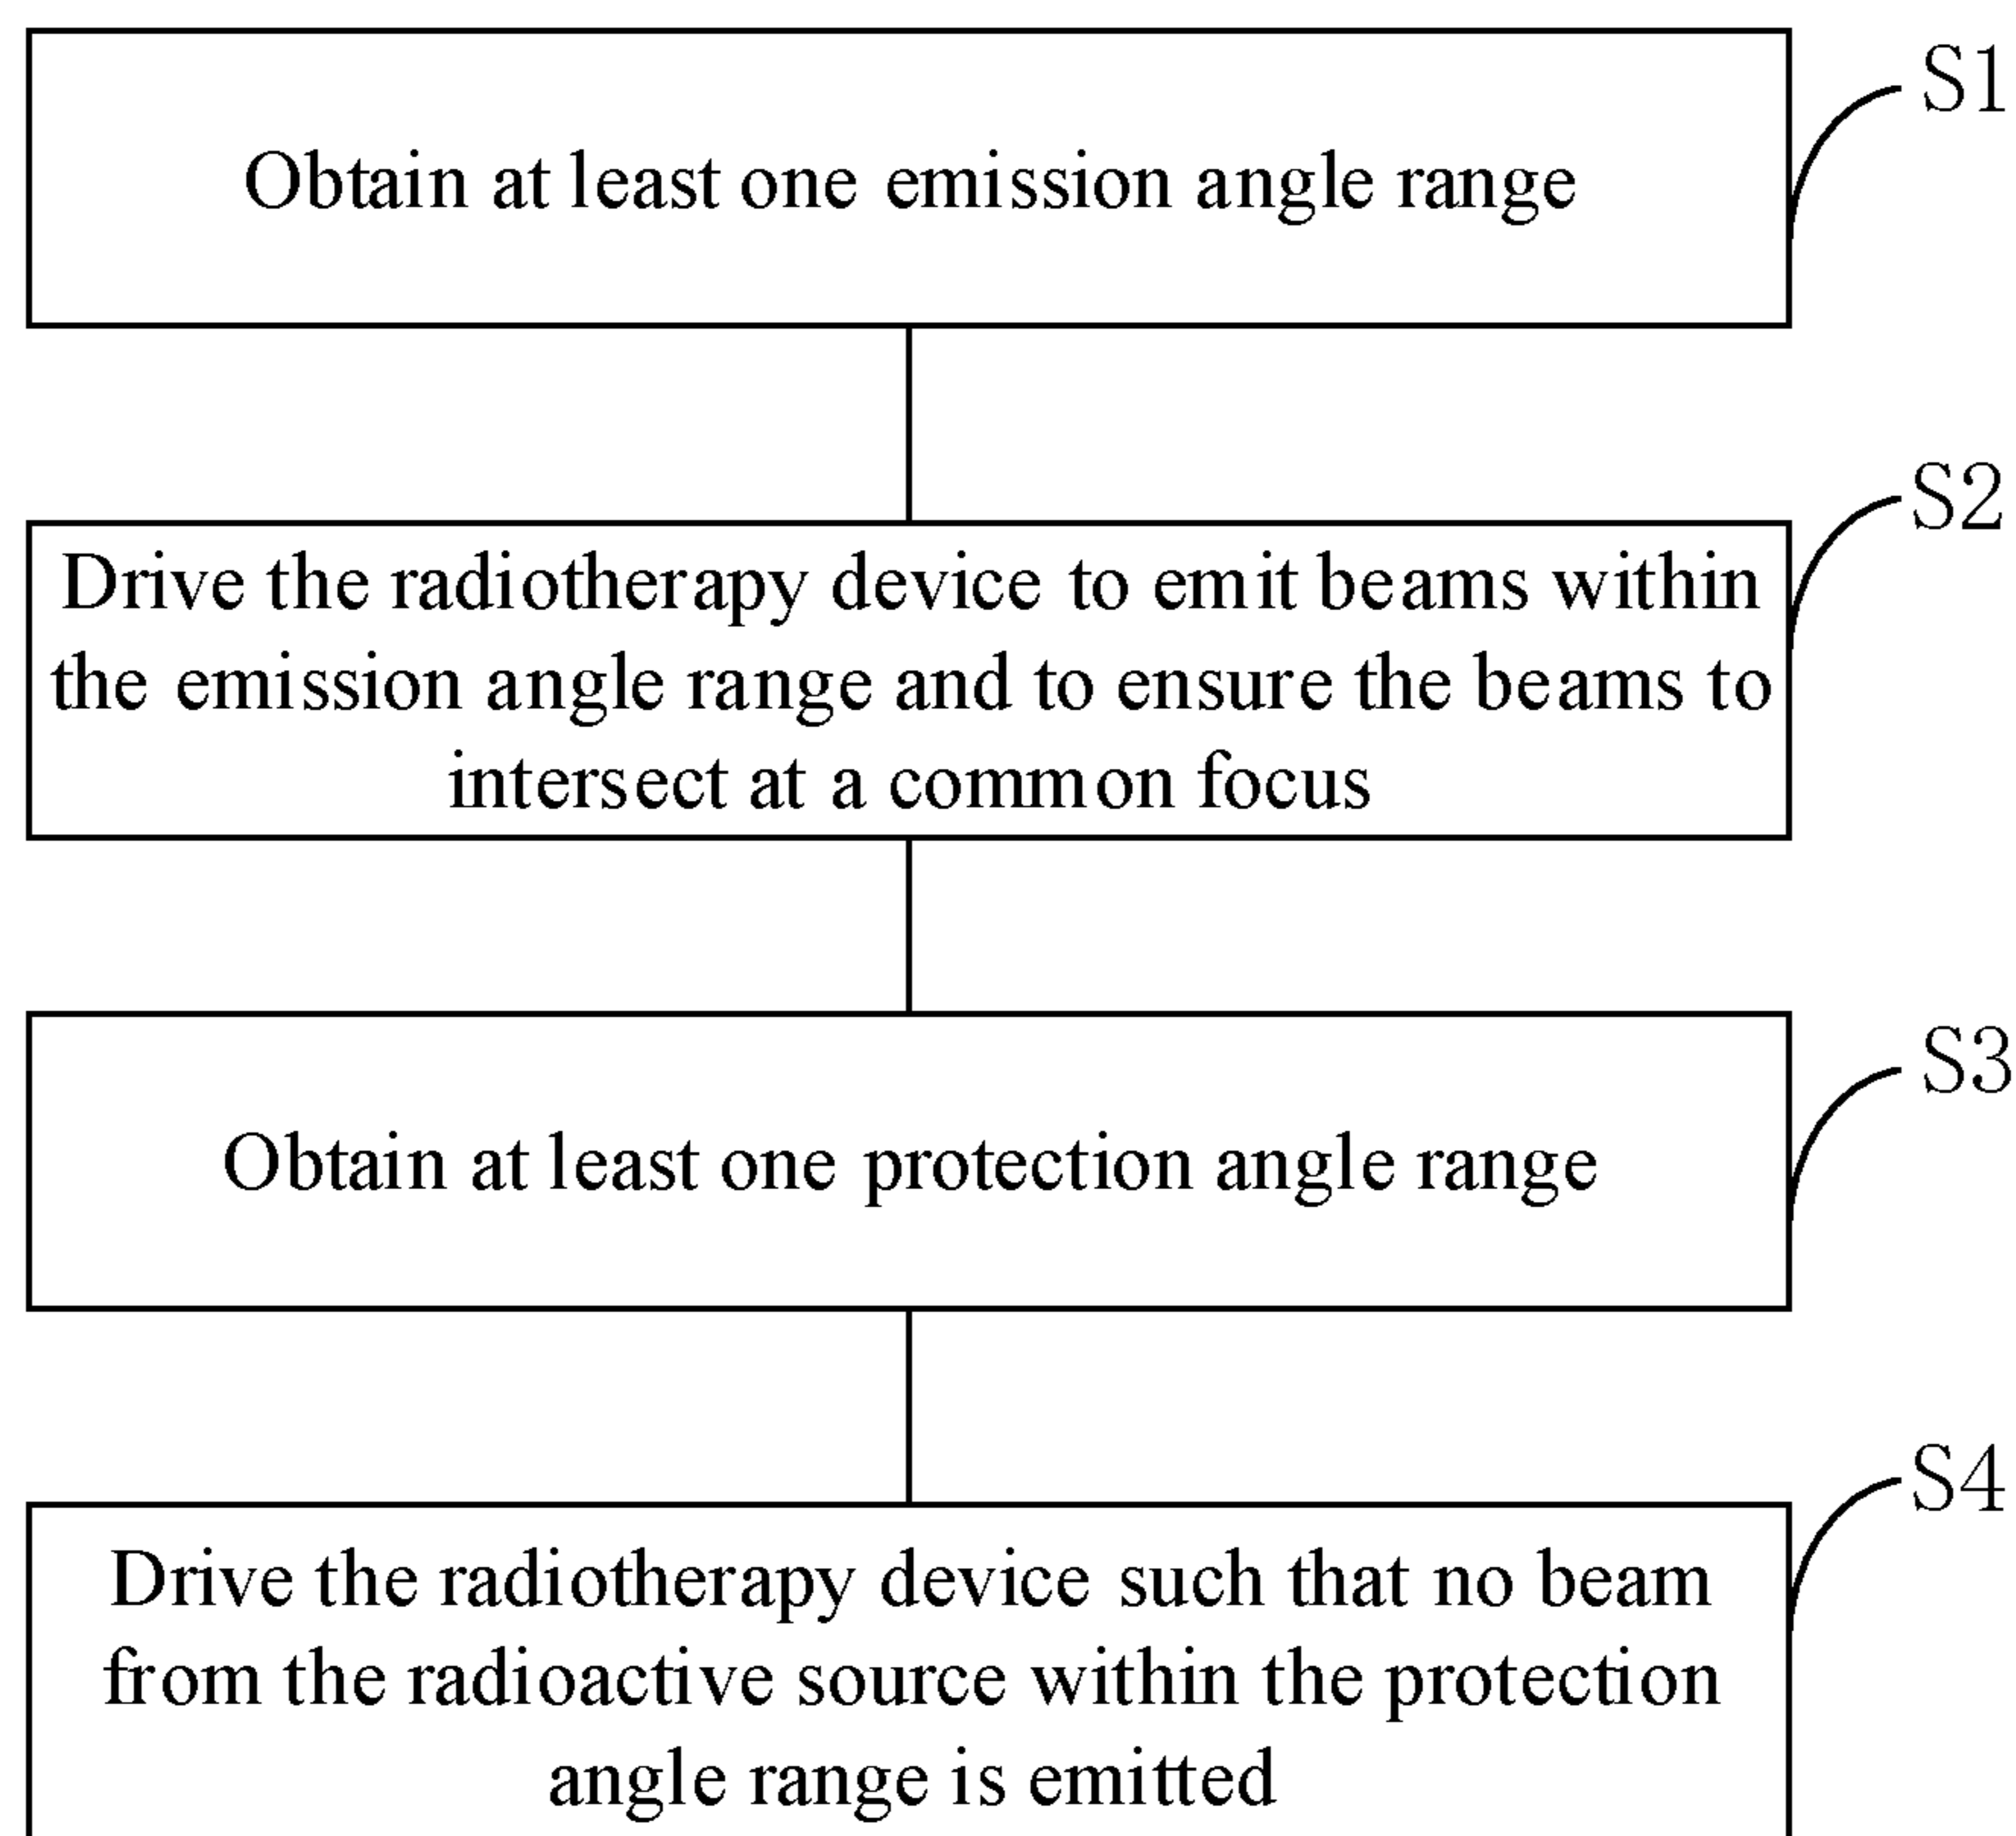 S1
Obtain at least one emission angle range
S2
Drive the radiotherapy device to emit beams within
the emission angle range and to ensure the beams to
intersect at a common focus
S3
Obtain at least one protection angle range
S4
Drive the radiotherapy device such that no beam
from the radioactive source within the protection
angle range is emitted